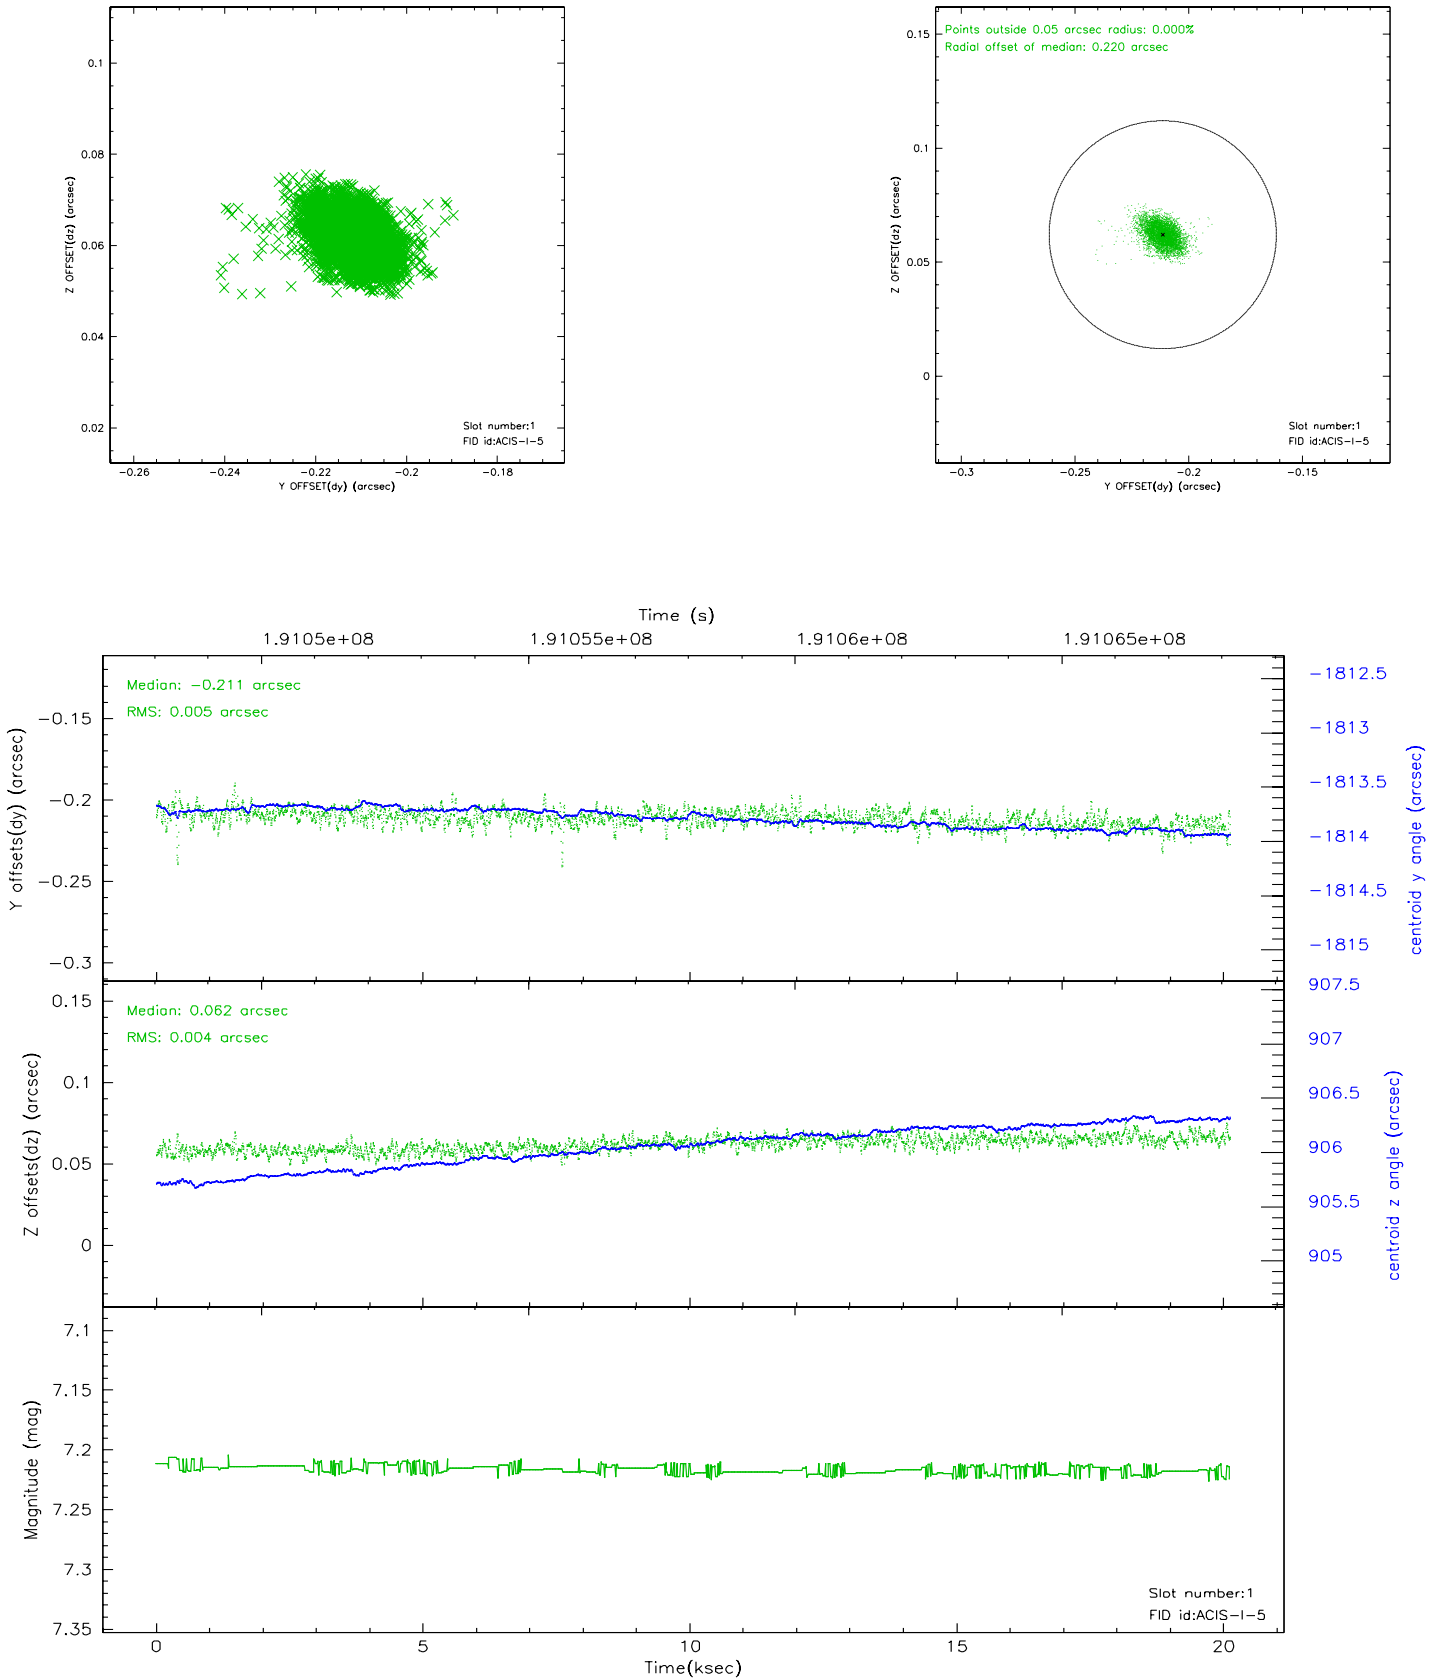 0.1
0.08
0.06
0.04
0.02
Z OFFSET(dz) (arcsec)
Slot number:1
FID id:ACIS-I-5
-0.26
-0.24
-0.22
-0.2
-0.18
Y OFFSET(dy) (arcsec)
Points outside 0.05 arcsec radius: 0.000%
Radial offset of median: 0.220 arcsec
0.15
0.1
0.05
0
Z OFFSET(dz) (arcsec)
Slot number:1
FID id:ACIS-I-5
-0.3
-0.25
-0.2
-0.15
Y OFFSET(dy) (arcsec)
Time (s)
1.9105e+08
1.91055e+08
1.9106e+08
1.91065e+08
Median: -0.211 arcsec
RMS: 0.005 arcsec
-0.15
-0.2
-0.25
-0.3
Y offsets(dy) (arcsec)
-1812.5
-1813
-1813.5
-1814
-1814.5
-1815
centroid y angle (arcsec)
Median: 0.062 arcsec
RMS: 0.004 arcsec
0.15
0.1
0.05
0
Z offsets(dz) (arcsec)
907.5
907
906.5
906
905.5
905
centroid z angle (arcsec)
7.1
7.15
7.2
7.25
7.3
7.35
Magnitude (mag)
Slot number:1
FID id:ACIS-I-5
0
5
10
15
20
Time(ksec)